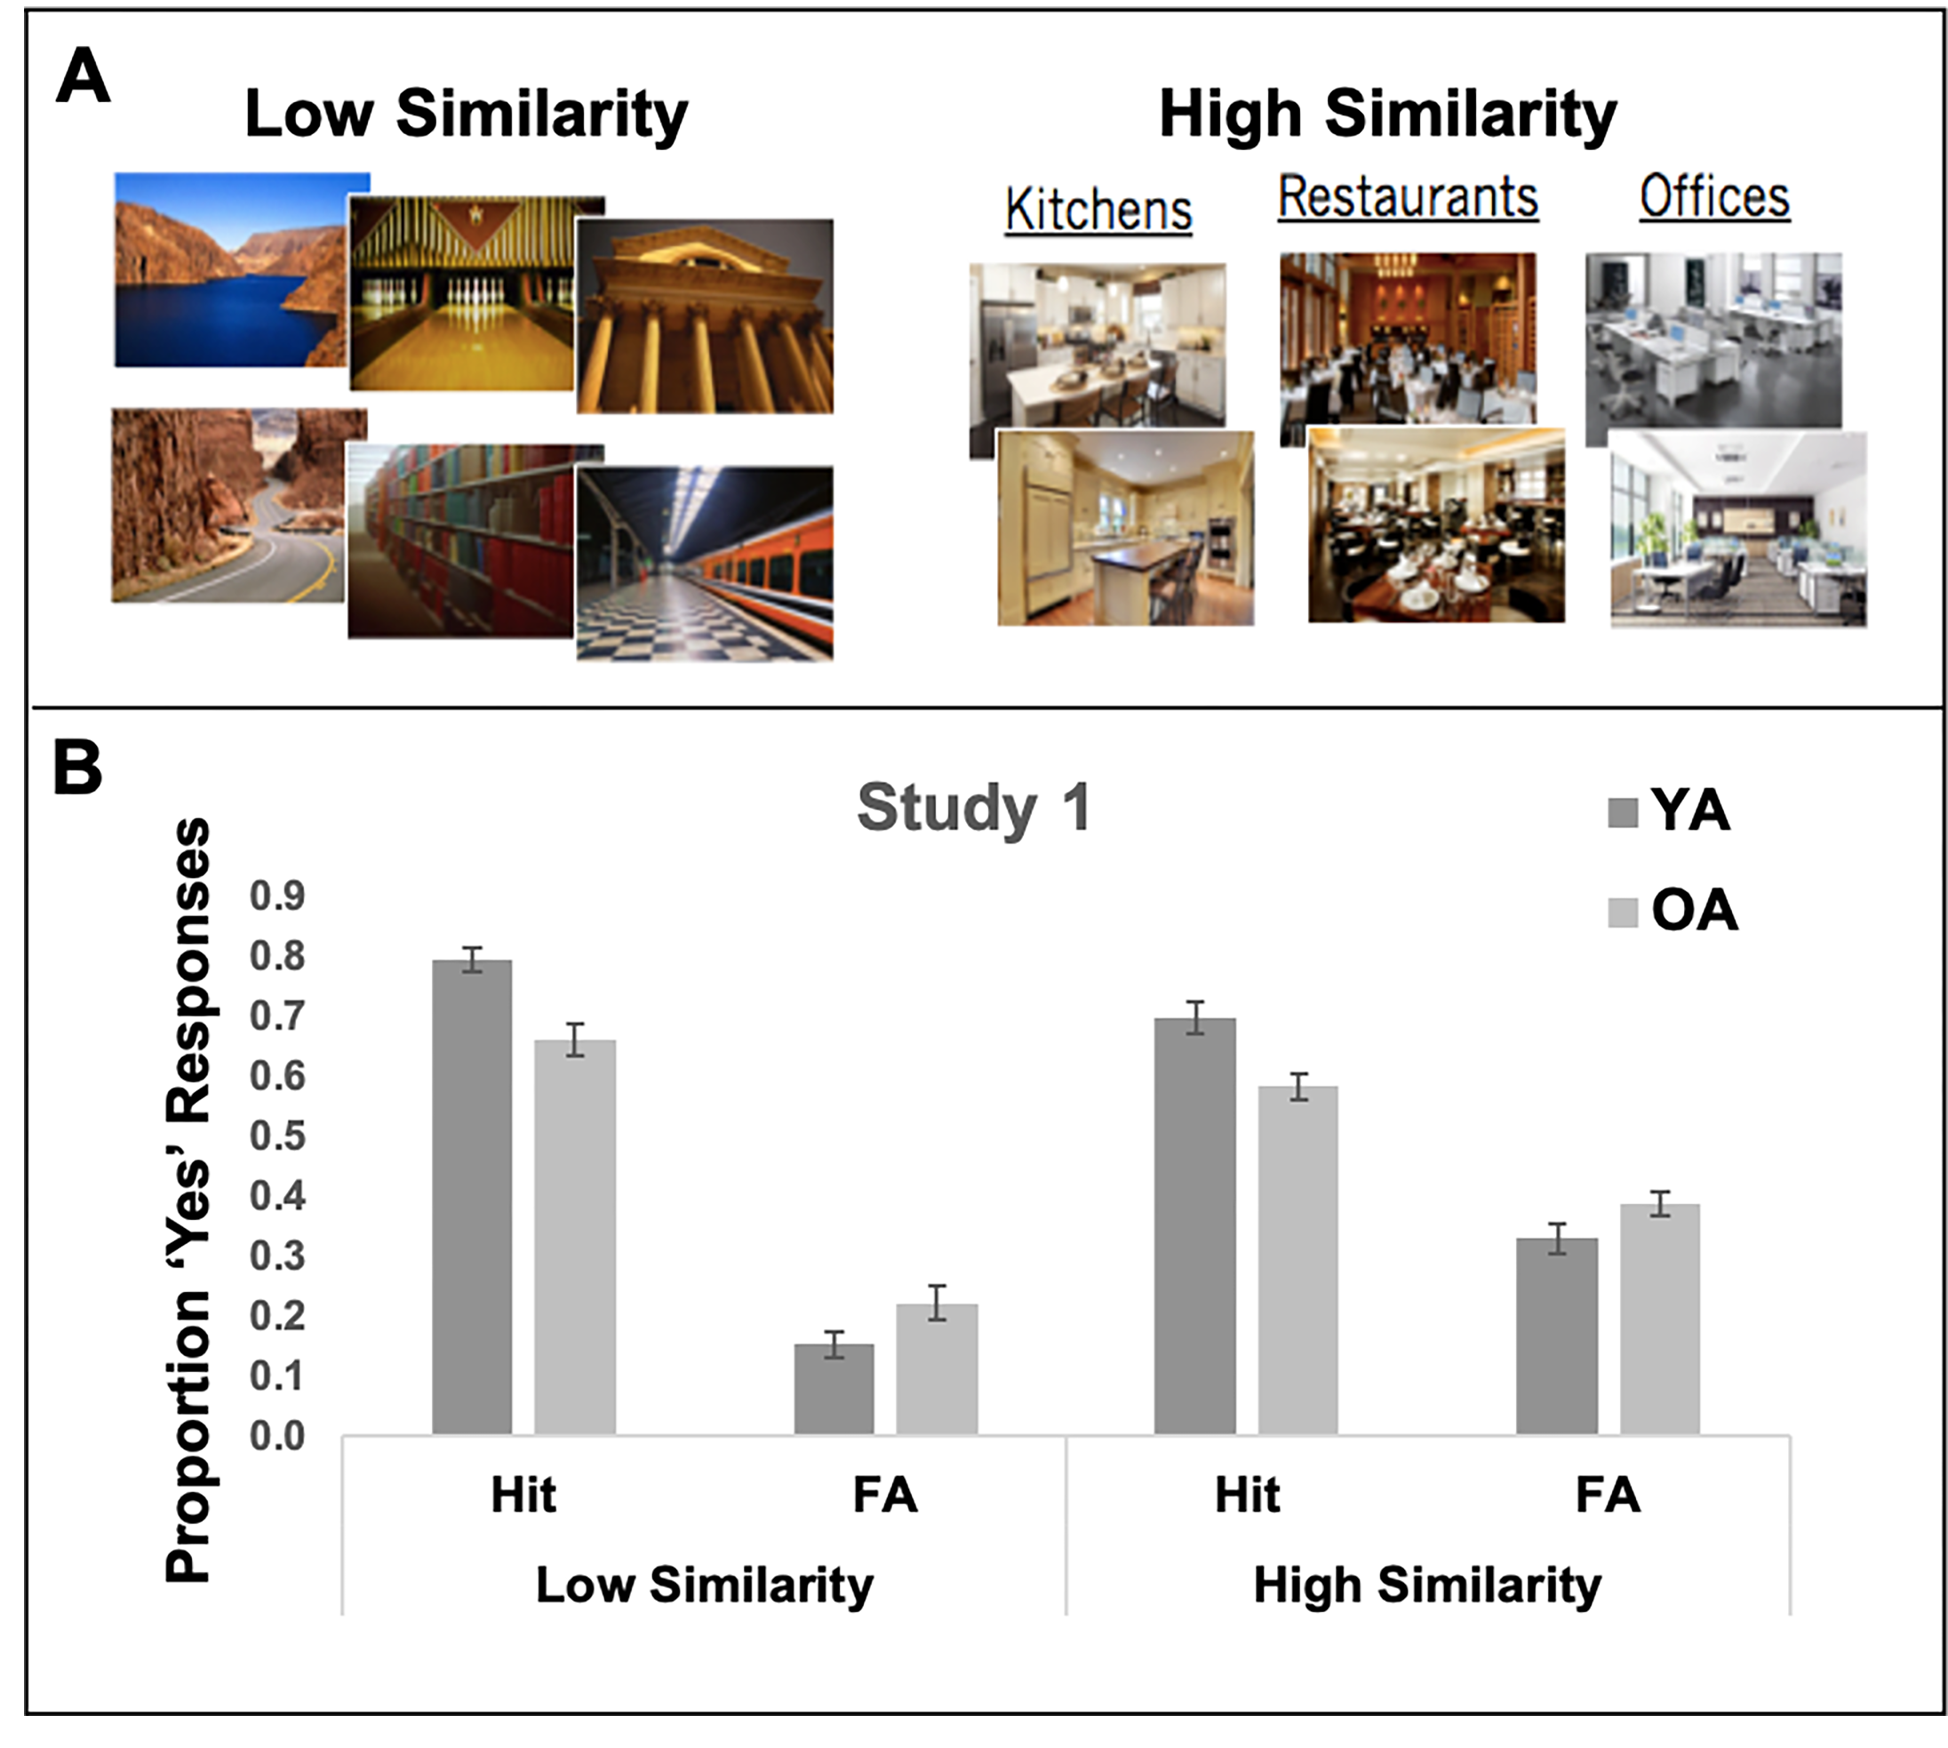 A
Low Similarity
High Similarity
Kitchens
Restaurants
Offices
B
Study 1
YA
OA
Proportion ‘Yes’ Responses
0.9
0.8
0.7
0.6
0.5
0.4
0.3
0.2
0.1
0.0
Hit
FA
Hit
FA
Low Similarity
High Similarity